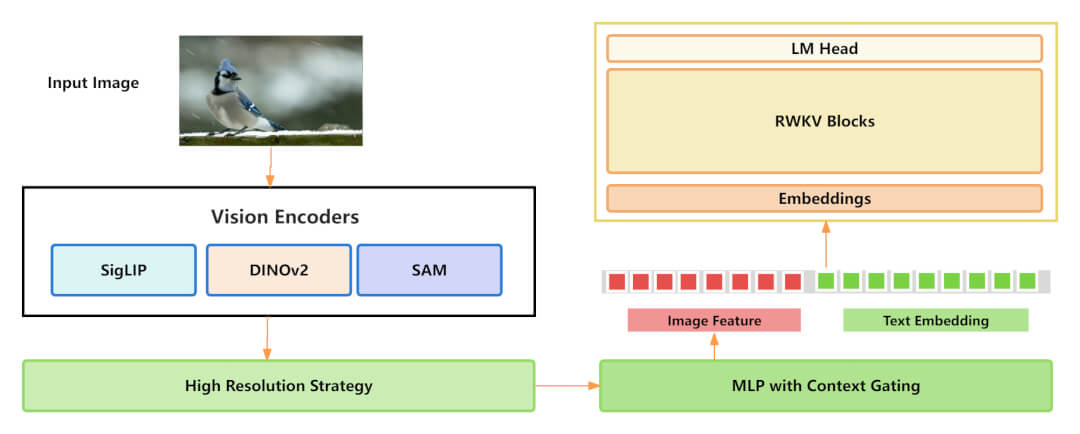 Input Image
Vision Encoders
SigLIP
DINOv2
SAM
High Resolution Strategy
LM Head
RWKV Blocks
Embeddings
Image Feature
Text Embedding
MLP with Context Gating